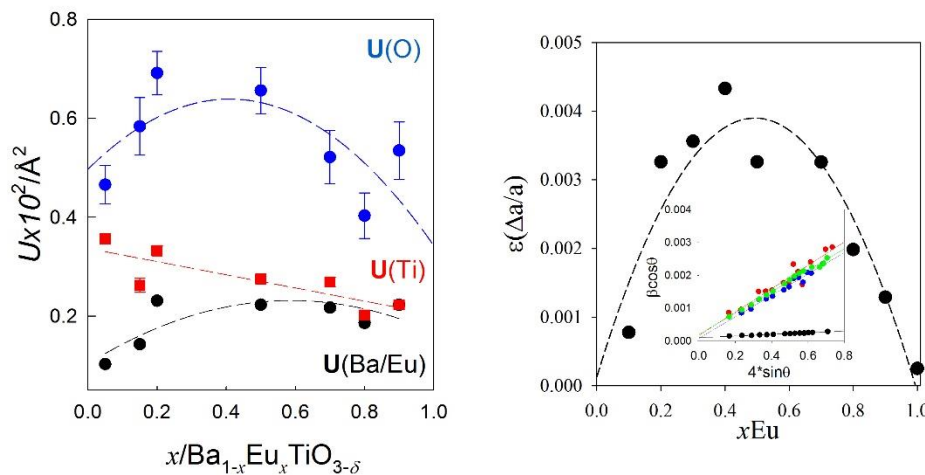 0.8
0.6
0.4
0.2
Ux10²/Å²
U(O)
U(Ti)
U(Ba/Eu)
0.0 0.2 0.4 0.6 0.8 1.0
x/Ba₁₋ₓEuₓTiO₃₋δ
0.005
0.004
0.003
0.002
0.001
0.000
ε(Δa/a)
0.004
0.003
0.002
0.001
0.000
βcosθ
0.0 0.2 0.4 0.6 0.8
4*sinθ
0.0 0.2 0.4 0.6 0.8 1.0
xEu